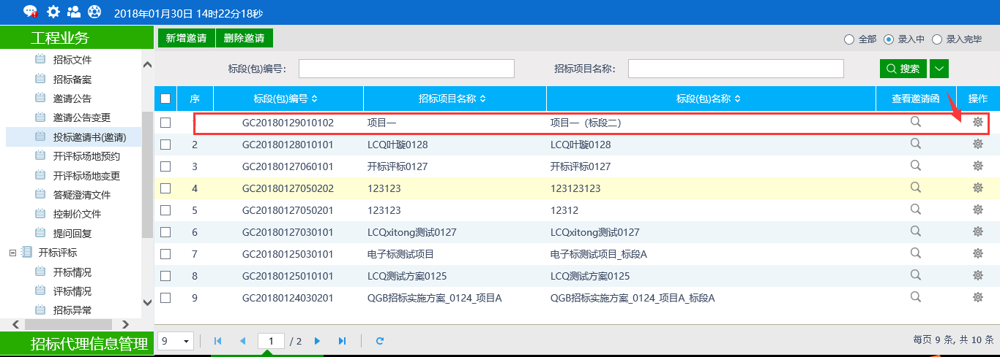 2018年01月30日 14时22分18秒
工程业务
招标文件
招标备案
邀请公告
邀请公告变更
投标邀请书(邀请)
开评标场地预约
开评标场地变更
答疑澄清文件
控制价文件
提问回复
开标评标
开标情况
评标情况
招标异常
招标代理信息管理
新增邀请 删除邀请
全部 录入中 录入完毕
标段(包)编号： 招标项目名称： 搜索
序 标段(包)编号 招标项目名称 标段(包)名称 查看邀请函 操作
GC20180129010102 项目一 项目一（标段二）
2 GC20180128010101 LCQ叶璇0128 LCQ叶璇0128
3 GC20180127060101 开标评标0127 开标评标0127
4 GC20180127050202 123123 123123123
5 GC20180127050201 123123 12312
6 GC20180127030101 LCQxitong测试0127 LCQxitong测试0127
7 GC20180125030101 电子标测试项目 电子标测试项目_标段A
8 GC20180125010101 LCQ测试方案0125 LCQ测试方案0125
9 GC20180124030201 QGB招标实施方案_0124_项目A QGB招标实施方案_0124_项目A_标段A
9 1 / 2 每页 9 条, 共 10 条